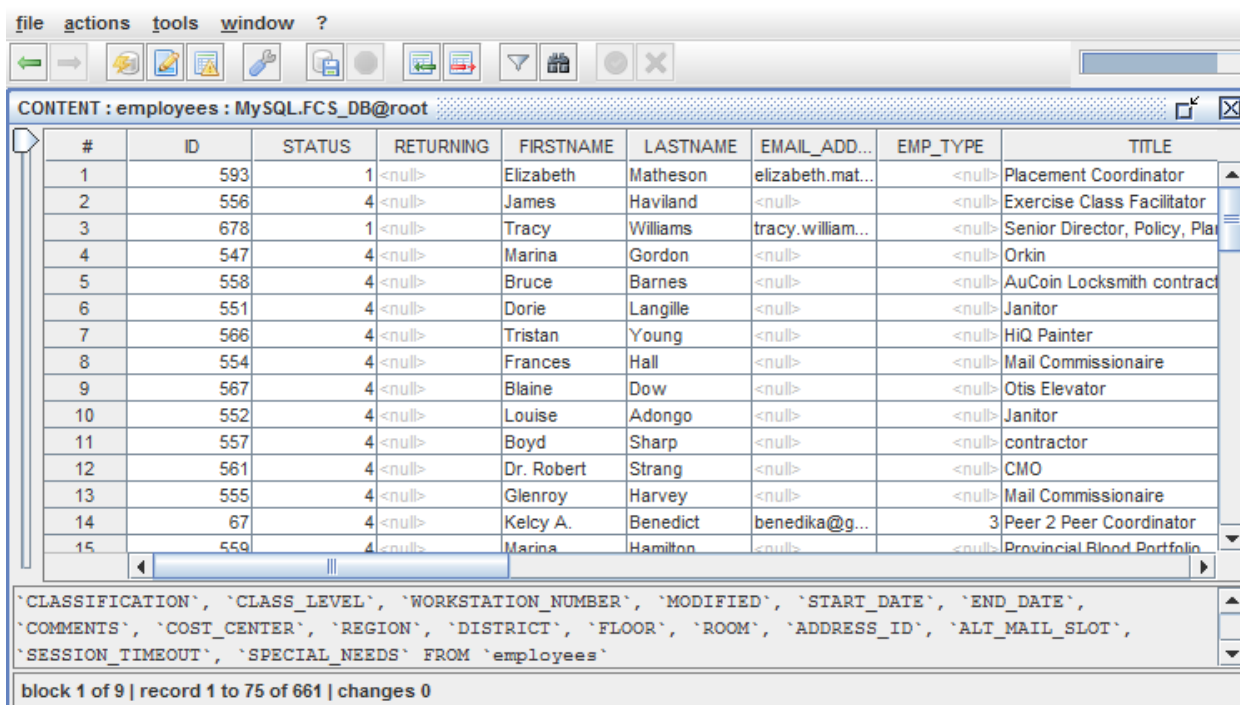 file actions tools window ?
CONTENT : employees : MySQL.FCS_DB@root
# ID STATUS RETURNING FIRSTNAME LASTNAME EMAIL_ADD... EMP_TYPE TITLE
1 593 1 <null> Elizabeth Matheson elizabeth.mat... <null> Placement Coordinator
2 556 4 <null> James Haviland <null> <null> Exercise Class Facilitator
3 678 1 <null> Tracy Williams tracy.william... <null> Senior Director, Policy, Plan
4 547 4 <null> Marina Gordon <null> <null> Orkin
5 558 4 <null> Bruce Barnes <null> <null> AuCoin Locksmith contract
6 551 4 <null> Dorie Langille <null> <null> Janitor
7 566 4 <null> Tristan Young <null> <null> HiQ Painter
8 554 4 <null> Frances Hall <null> <null> Mail Commissionaire
9 567 4 <null> Blaine Dow <null> <null> Otis Elevator
10 552 4 <null> Louise Adongo <null> <null> Janitor
11 557 4 <null> Boyd Sharp <null> <null> contractor
12 561 4 <null> Dr. Robert Strang <null> <null> CMO
13 555 4 <null> Glenroy Harvey <null> <null> Mail Commissionaire
14 67 4 <null> Kelcy A. Benedict benedika@g... 3 Peer 2 Peer Coordinator
15 559 4 <null> Marina Hamilton <null> <null> Provincial Blood Portfolio
`CLASSIFICATION`, `CLASS_LEVEL`, `WORKSTATION_NUMBER`, `MODIFIED`, `START_DATE`, `END_DATE`,
`COMMENTS`, `COST_CENTER`, `REGION`, `DISTRICT`, `FLOOR`, `ROOM`, `ADDRESS_ID`, `ALT_MAIL_SLOT`,
`SESSION_TIMEOUT`, `SPECIAL_NEEDS` FROM `employees`
block 1 of 9 | record 1 to 75 of 661 | changes 0